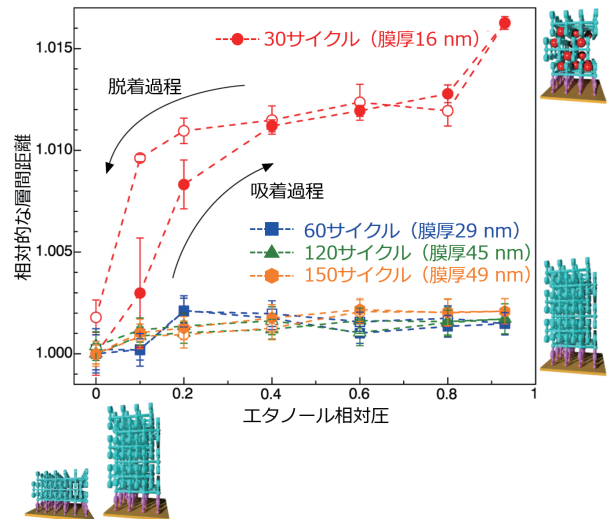 相対的な層間距離
1.015
1.010
1.005
1.000
30サイクル（膜厚16 nm）
脱着過程
吸着過程
60サイクル（膜厚29 nm）
120サイクル（膜厚45 nm）
150サイクル（膜厚49 nm）
0 0.2 0.4 0.6 0.8 1
エタノール相対圧